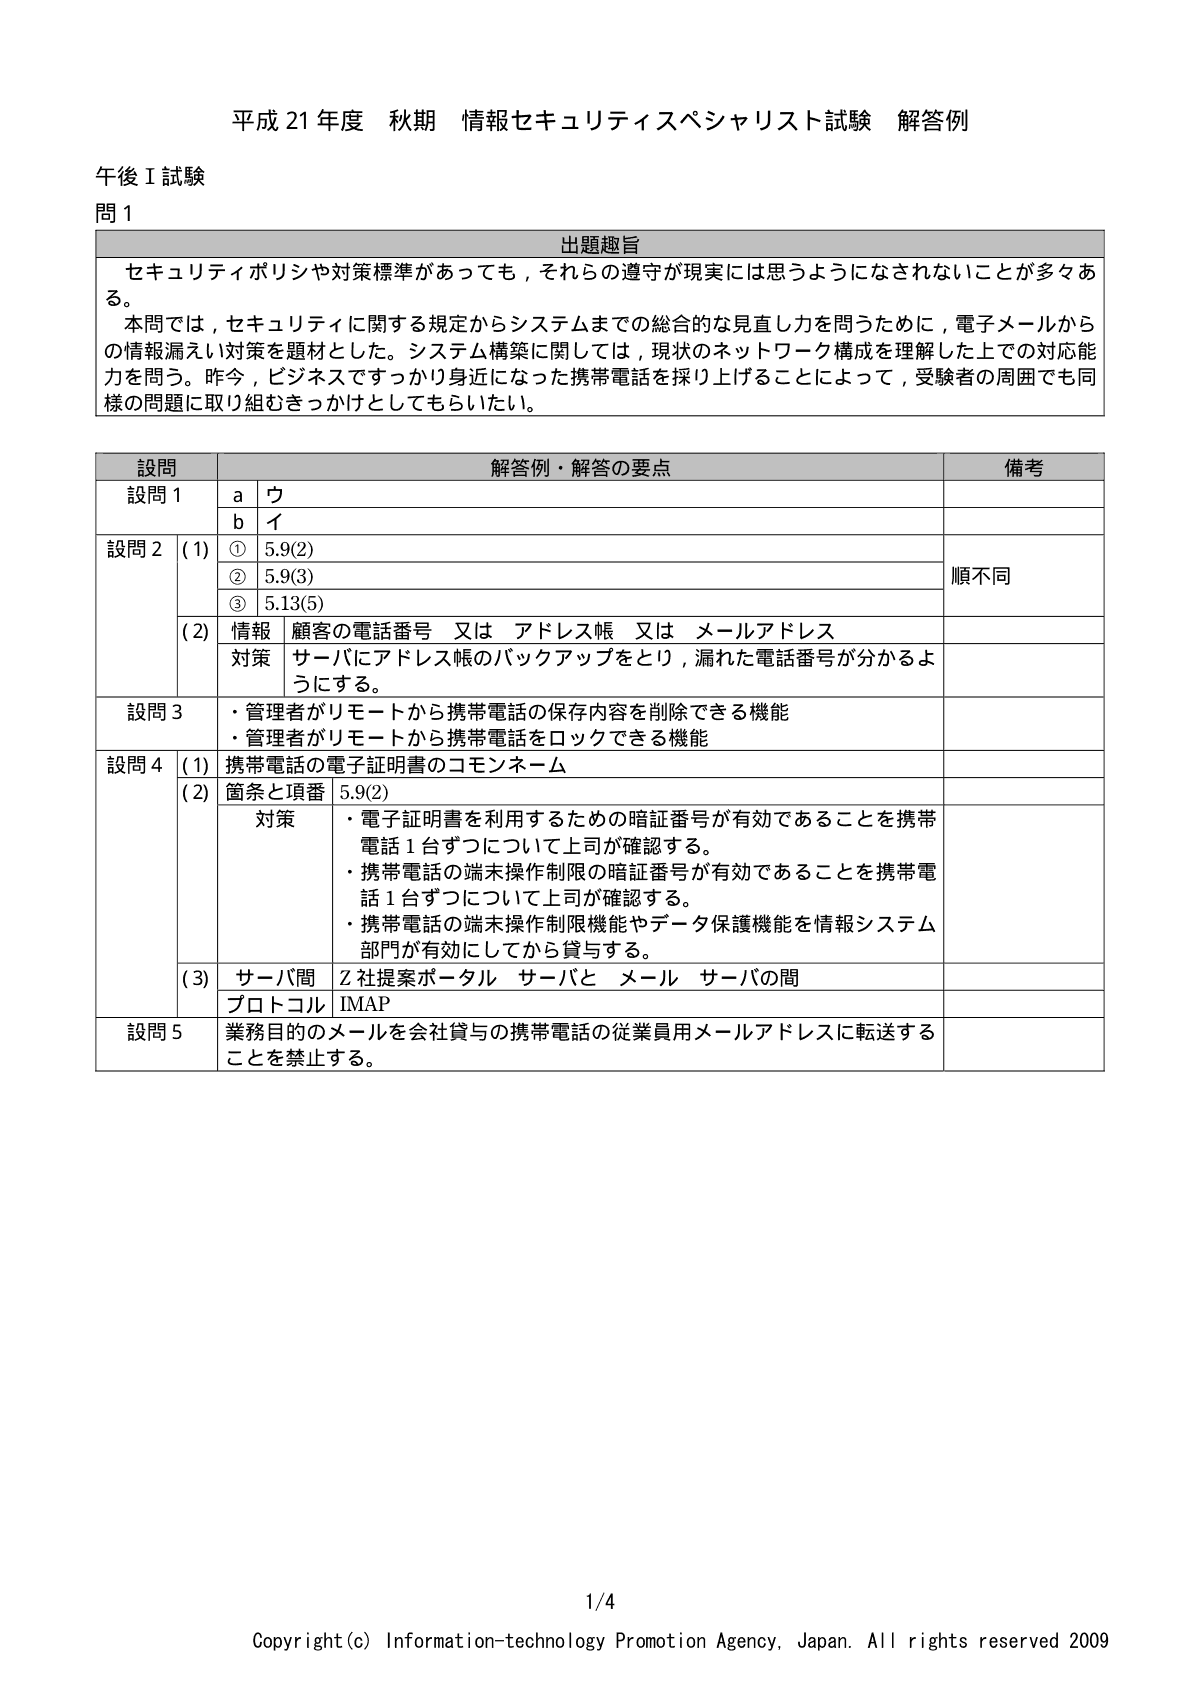 平成 21 年度　秋期　情報セキュリティスペシャリスト試験　解答例
午後Ⅰ試験
問 1
出題趣旨
セキュリティポリシや対策標準があっても，それらの遵守が現実には思うようになされないことが多々あ
る。
本問では，セキュリティに関する規定からシステムまでの総合的な見直し力を問うために，電子メールから
の情報漏えい対策を題材とした。システム構築に関しては，現状のネットワーク構成を理解した上での対応能
力を問う。昨今，ビジネスですっかり身近になった携帯電話を採り上げることによって，受験者の周囲でも同
様の問題に取り組むきっかけとしてもらいたい。
設問 解答例・解答の要点 備考
設問 1 a ウ
b イ
設問 2 (1) ① 5.9(2)
② 5.9(3) 順不同
③ 5.13(5)
(2) 情報 顧客の電話番号　又は　アドレス帳　又は　メールアドレス
対策 サーバにアドレス帳のバックアップをとり，漏れた電話番号が分かるよ
うにする。
設問 3 ・管理者がリモートから携帯電話の保存内容を削除できる機能
・管理者がリモートから携帯電話をロックできる機能
設問 4 (1) 携帯電話の電子証明書のコモンネーム
(2) 箇条と項番 5.9(2)
対策 ・電子証明書を利用するための暗証番号が有効であることを携帯
電話 1 台ずつについて上司が確認する。
・携帯電話の端末操作制限の暗証番号が有効であることを携帯電
話 1 台ずつについて上司が確認する。
・携帯電話の端末操作制限機能やデータ保護機能を情報システム
部門が有効にしてから貸与する。
(3) サーバ間 Z 社提案ポータル　サーバと　メール　サーバの間
プロトコル IMAP
設問 5 業務目的のメールを会社貸与の携帯電話の従業員用メールアドレスに転送する
ことを禁止する。
1/4
Copyright(c) Information-technology Promotion Agency, Japan. All rights reserved 2009